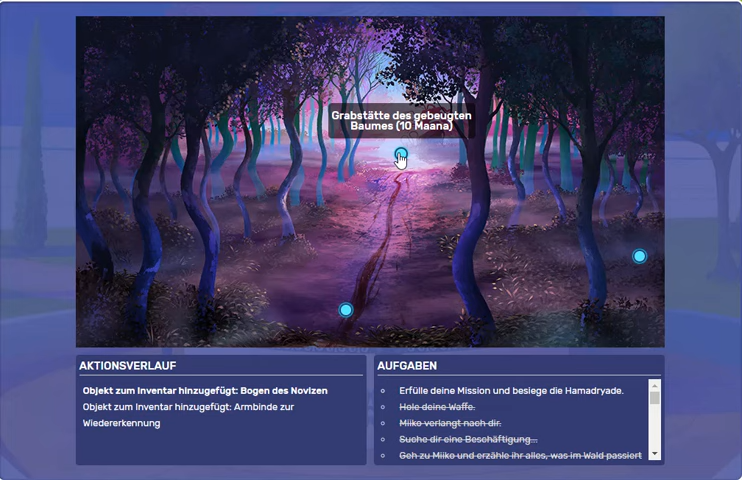 Grabstätte des gebeugten
Baumes (10 Maana)
AKTIONSVERLAUF
Objekt zum Inventar hinzugefügt: Bogen des Novizen
Objekt zum Inventar hinzugefügt: Armbinde zur
Wiedererkennung
AUFGABEN
Erfülle deine Mission und besiege die Hamadryade.
Hole deine Waffe.
Miiko verlangt nach dir.
Suche dir eine Beschäftigung...
Geh zu Miiko und erzähle ihr alles, was im Wald passiert